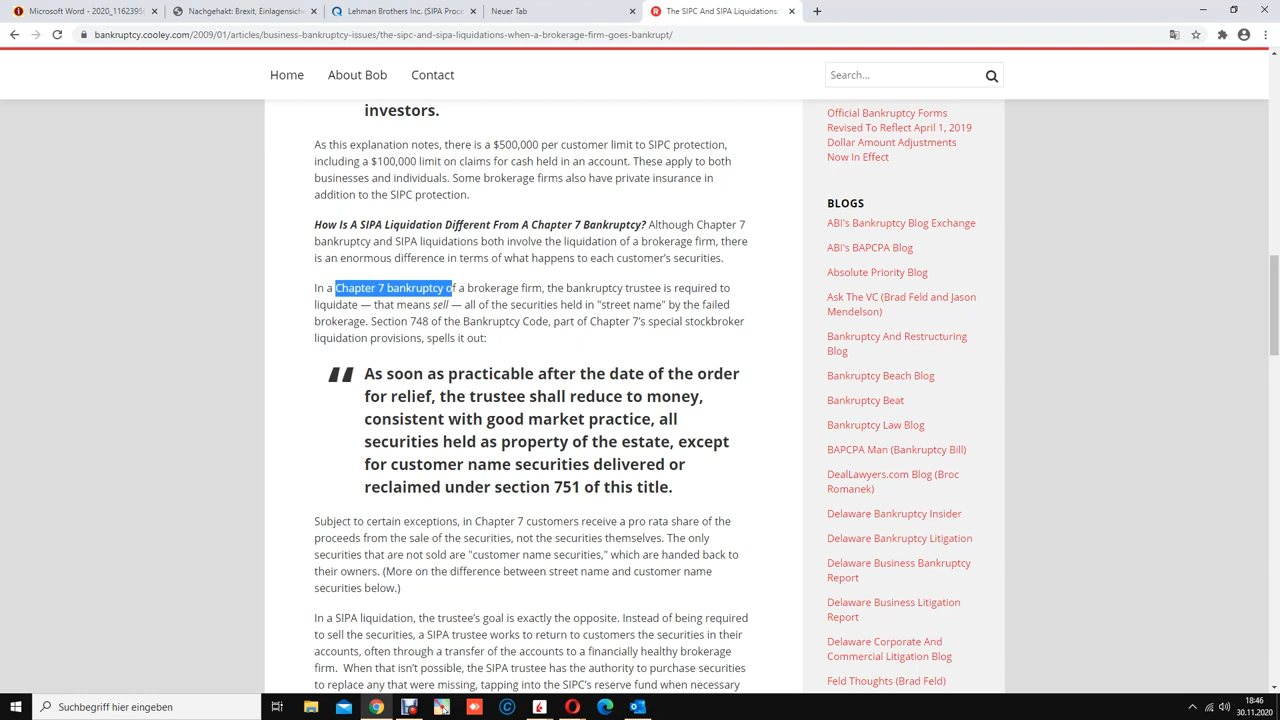 Microsoft Word - 2020_1162395
Nachgehakt: Brexit, Einlagensich
Lehman Brothers Inc. (SIPA Proce
Neuer Tab
The SIPC And SIPA Liquidations:
bankruptcy.cooley.com/2009/01/articles/business-bankruptcy-issues/the-sipc-and-sipa-liquidations-when-a-brokerage-firm-goes-bankrupt/
Home
About Bob
Contact
Search...
investors.
As this explanation notes, there is a $500,000 per customer limit to SIPC protection,
including a $100,000 limit on claims for cash held in an account. These apply to both
businesses and individuals. Some brokerage firms also have private insurance in
addition to the SIPC protection.
How Is A SIPA Liquidation Different From A Chapter 7 Bankruptcy? Although Chapter 7
bankruptcy and SIPA liquidations both involve the liquidation of a brokerage firm, there
is an enormous difference in terms of what happens to each customer's securities.
In a Chapter 7 bankruptcy of a brokerage firm, the bankruptcy trustee is required to
liquidate — that means sell — all of the securities held in "street name" by the failed
brokerage. Section 748 of the Bankruptcy Code, part of Chapter 7's special stockbroker
liquidation provisions, spells it out:
As soon as practicable after the date of the order
for relief, the trustee shall reduce to money,
consistent with good market practice, all
securities held as property of the estate, except
for customer name securities delivered or
reclaimed under section 751 of this title.
Subject to certain exceptions, in Chapter 7 customers receive a pro rata share of the
proceeds from the sale of the securities, not the securities themselves. The only
securities that are not sold are "customer name securities," which are handed back to
their owners. (More on the difference between street name and customer name
securities below.)
In a SIPA liquidation, the trustee's goal is exactly the opposite. Instead of being required
to sell the securities, a SIPA trustee works to return to customers the securities in their
accounts, often through a transfer of the accounts to a financially healthy brokerage
firm. When that isn't possible, the SIPA trustee has the authority to purchase securities
to replace any that were missing, tapping into the SIPC's reserve fund when necessary
Official Bankruptcy Forms
Revised To Reflect April 1, 2019
Dollar Amount Adjustments
Now In Effect
BLOGS
ABI's Bankruptcy Blog Exchange
ABI's BAPCPA Blog
Absolute Priority Blog
Ask The VC (Brad Feld and Jason
Mendelson)
Bankruptcy And Restructuring
Blog
Bankruptcy Beach Blog
Bankruptcy Beat
Bankruptcy Law Blog
BAPCPA Man (Bankruptcy Bill)
DealLawyers.com Blog (Broc
Romanek)
Delaware Bankruptcy Insider
Delaware Bankruptcy Litigation
Delaware Business Bankruptcy
Report
Delaware Business Litigation
Report
Delaware Corporate And
Commercial Litigation Blog
Feld Thoughts (Brad Feld)
Suchbegriff hier eingeben
18:46
30.11.2020